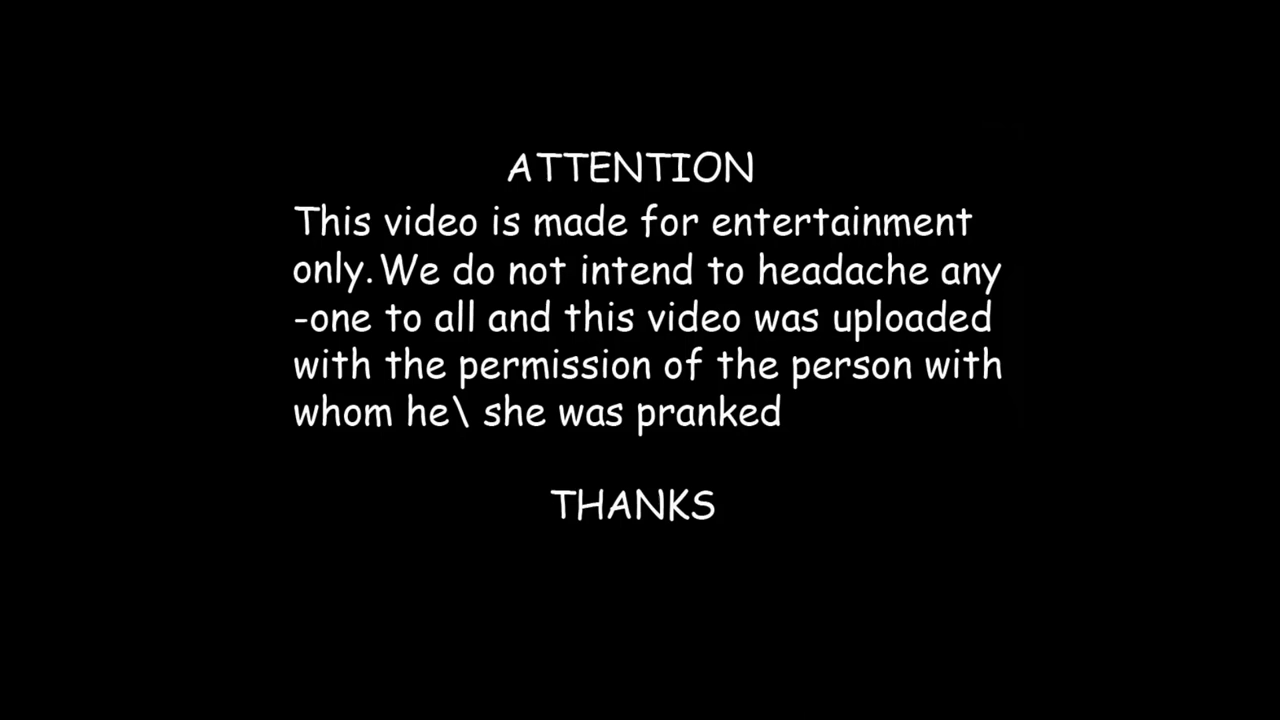 ATTENTION
This video is made for entertainment
only. We do not intend to headache any
-one to all and this video was uploaded
with the permission of the person with
whom he\ she was pranked
THANKS